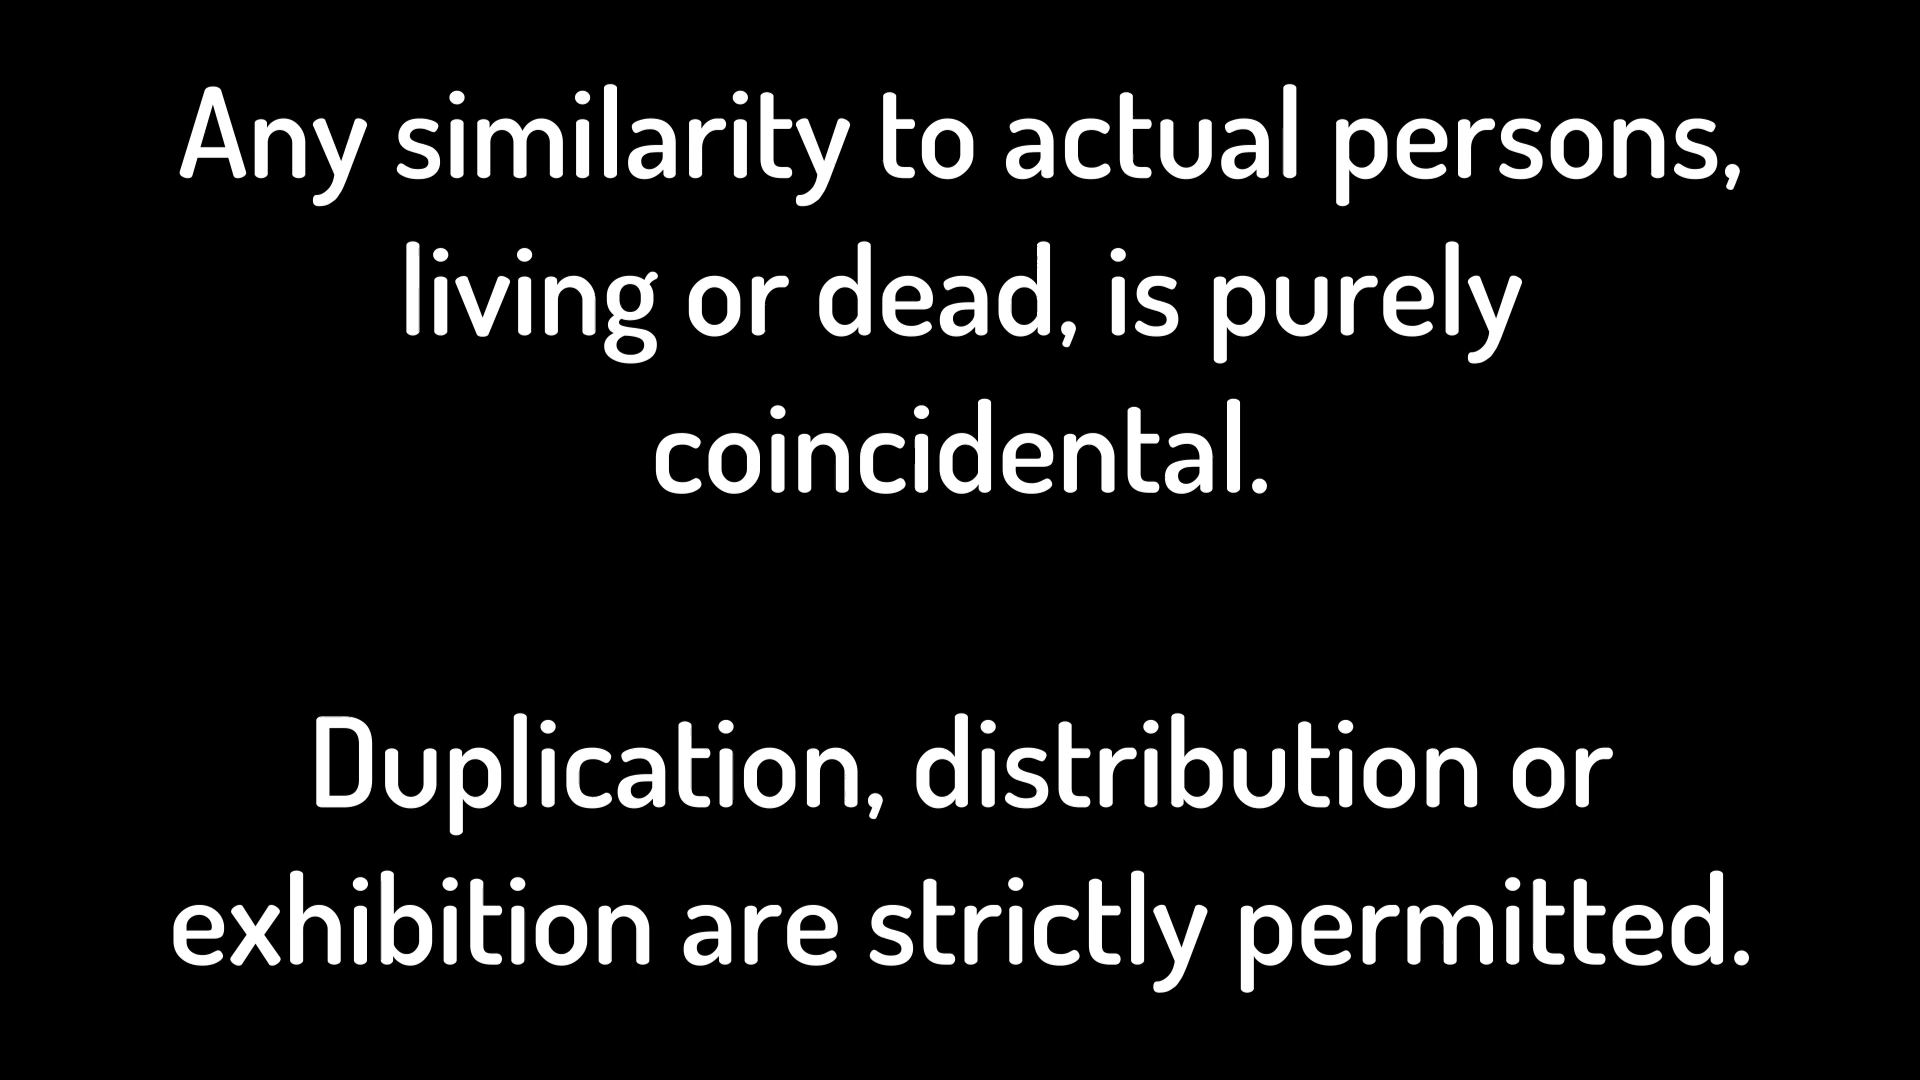 Any similarity to actual persons,
living or dead, is purely
coincidental.
Duplication, distribution or
exhibition are strictly permitted.